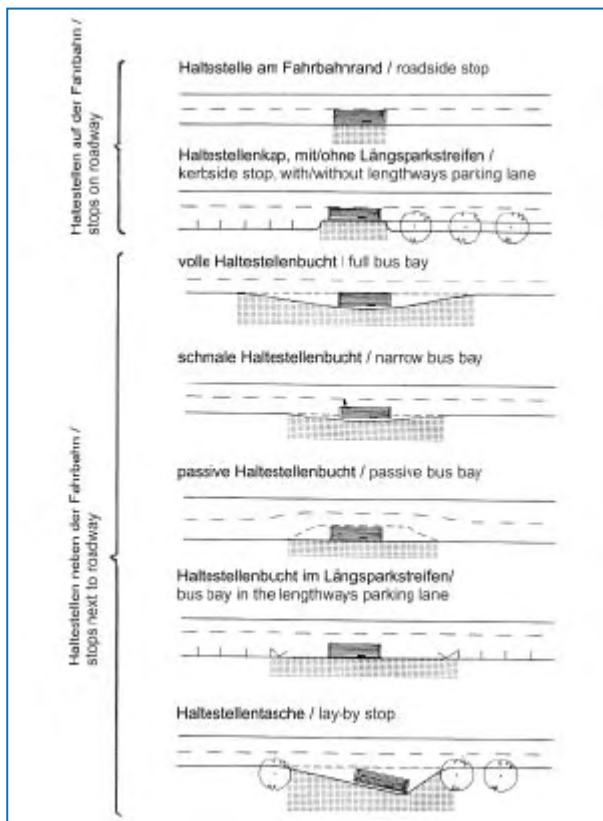 Haltestellen auf der Fahrbahn /
stops on roadway
Haltestelle am Fahrbahnrand / roadside stop
Haltestellenkap, mit/ohne Längsparkstreifen /
kerbside stop, with/without lengthways parking lane
Haltestellen neben der Fahrbahn /
stops next to roadway
volle Haltestellenbucht / full bus bay
schmale Haltestellenbucht / narrow bus bay
passive Haltestellenbucht / passive bus bay
Haltestellenbucht im Längsparkstreifen/
bus bay in the lengthways parking lane
Haltestellentasche / lay-by stop